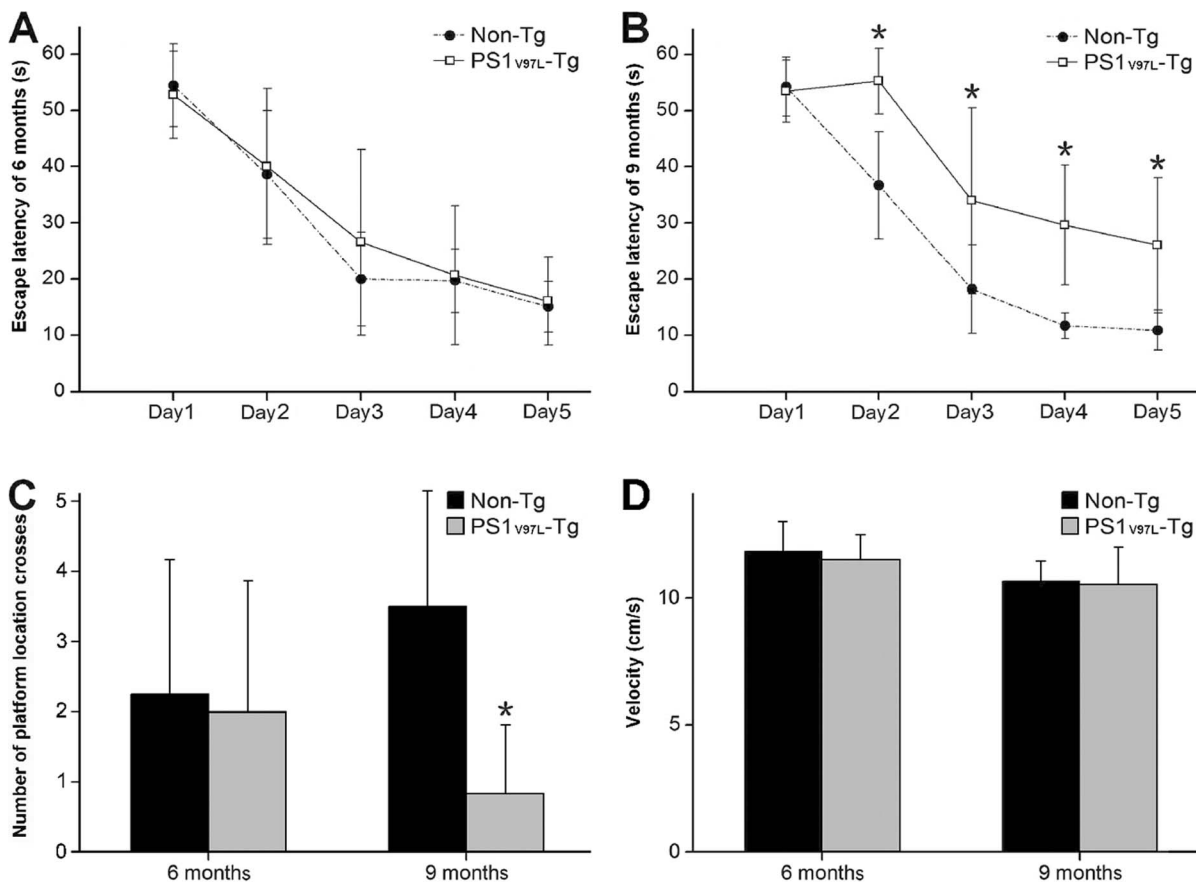 A
Non-Tg
PS1V97L-Tg
Escape latency of 6 months (s)
60
50
40
30
20
10
0
Day1 Day2 Day3 Day4 Day5
B
Non-Tg
PS1V97L-Tg
Escape latency of 9 months (s)
60
50
40
30
20
10
0
* * * *
Day1 Day2 Day3 Day4 Day5
C
Non-Tg
PS1V97L-Tg
Number of platform location crosses
5
4
3
2
1
0
*
6 months 9 months
D
Non-Tg
PS1V97L-Tg
Velocity (cm/s)
10
5
0
6 months 9 months